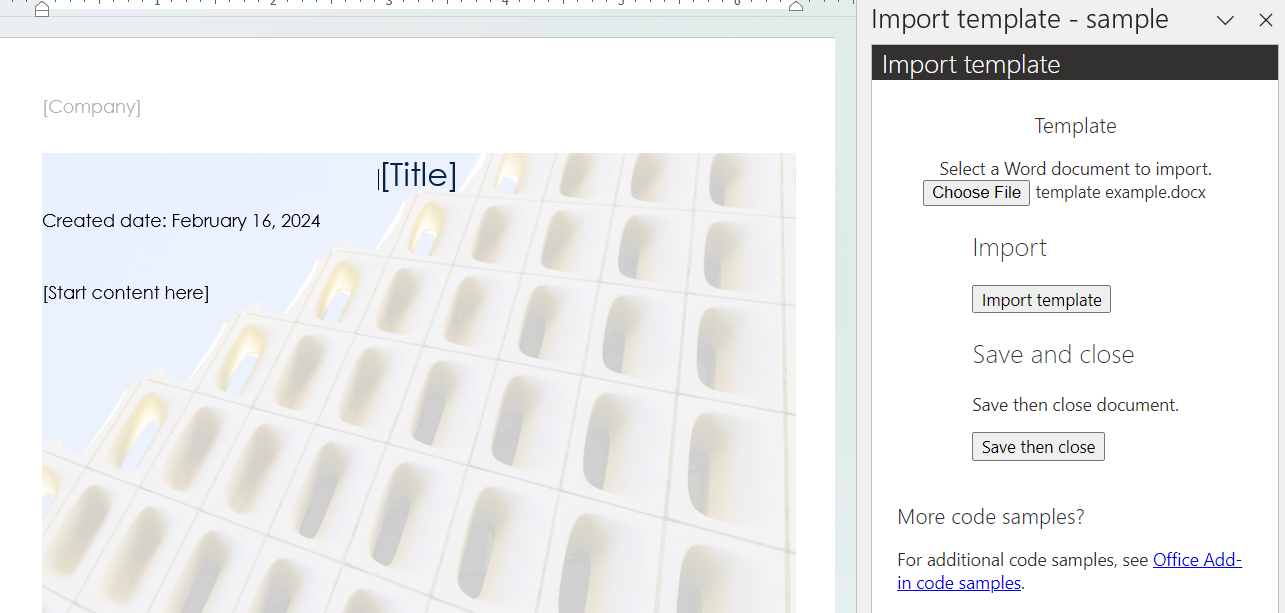 1 2 3 4 5 6
Import template - sample
[Company]
[Title]
Created date: February 16, 2024
[Start content here]
Import template
Template
Select a Word document to import.
Choose File template example.docx
Import
Import template
Save and close
Save then close document.
Save then close
More code samples?
For additional code samples, see Office Add-
in code samples.